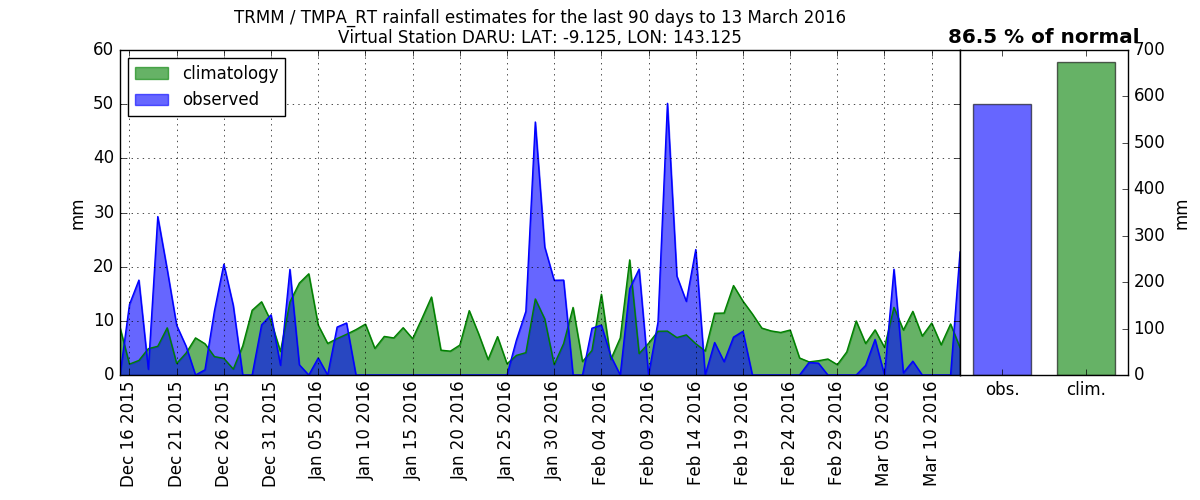 TRMM / TMPA_RT rainfall estimates for the last 90 days to 13 March 2016
Virtual Station DARU: LAT: -9.125, LON: 143.125
86.5 % of normal
climatology
observed
60
50
40
30
20
10
0
mm
Dec 16 2015
Dec 21 2015
Dec 26 2015
Dec 31 2015
Jan 05 2016
Jan 10 2016
Jan 15 2016
Jan 20 2016
Jan 25 2016
Jan 30 2016
Feb 04 2016
Feb 09 2016
Feb 14 2016
Feb 19 2016
Feb 24 2016
Feb 29 2016
Mar 05 2016
Mar 10 2016
obs.
clim.
700
600
500
400
300
200
100
0
mm